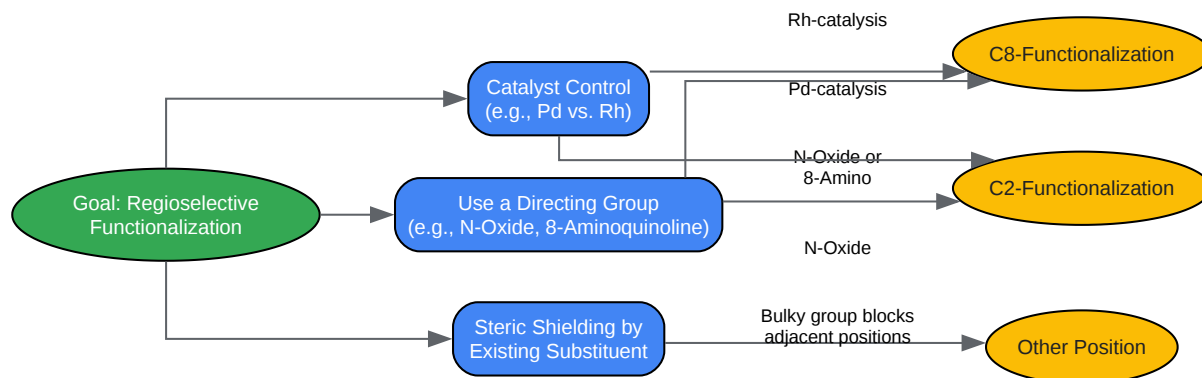 Goal: Regioselective
Functionalization
Catalyst Control
(e.g., Pd vs. Rh)
Use a Directing Group
(e.g., N-Oxide, 8-Aminoquinoline)
Steric Shielding by
Existing Substituent
Rh-catalysis
Pd-catalysis
N-Oxide or
8-Amino
N-Oxide
Bulky group blocks
adjacent positions
C8-Functionalization
C2-Functionalization
Other Position